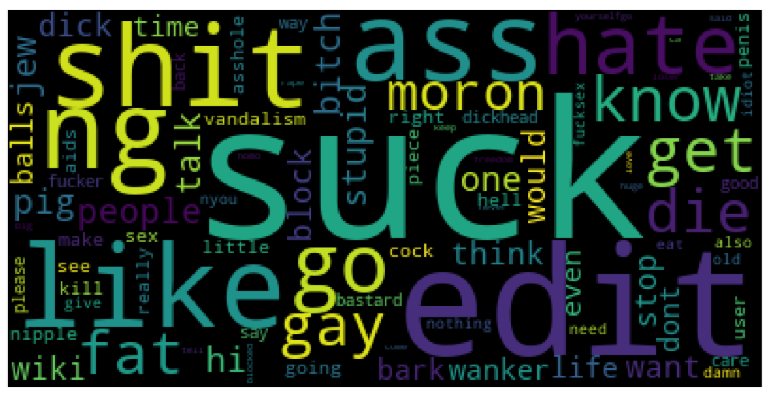 dick
time
way
yourselfgo
said
shit
back
asshole
bitch
ass
hate
penis
jew
moron
take
idiot
know
vandalism
right
dickhead
fucksex
balls
ng
talk
stupid
keep
suck
aids
piece
one
would
get
fucker
block
hell
die
good
pig
people
nyou
huge
make
sex
little
cock
think
eat
also
please
see
like
really
go
even
stop
old
kill
give
bastard
edit
dont
user
nipple
say
gay
nothing
need
wiki
fat
hi
tell
going
bark
wanker
life
want
care
damn